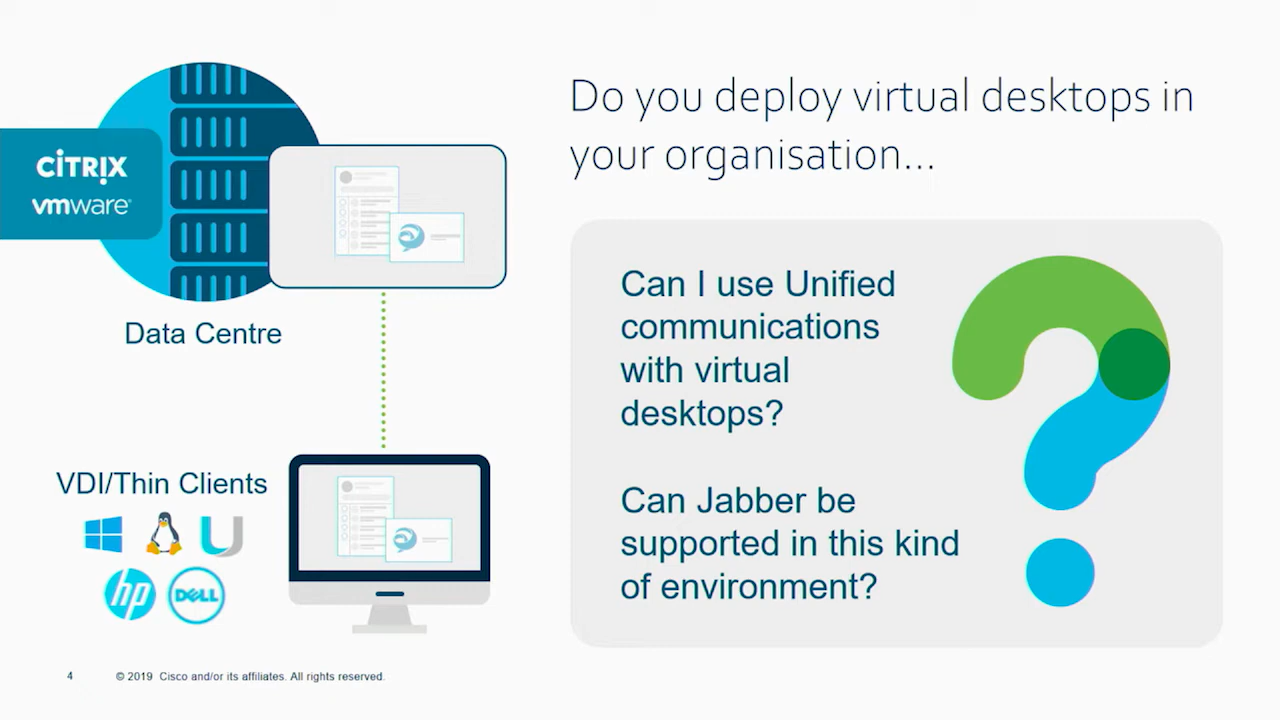 Do you deploy virtual desktops in
your organisation...
CITRIX
vmware®
Data Centre
Can I use Unified
communications
with virtual
desktops?
VDI/Thin Clients
Can Jabber be
supported in this kind
of environment?
hp
DELL
4 © 2019 Cisco and/or its affiliates. All rights reserved.